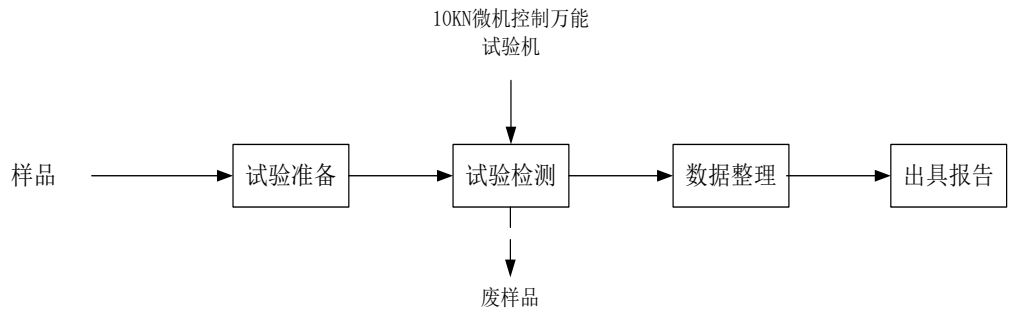 10KN微机控制万能
试验机
样品
试验准备
试验检测
数据整理
出具报告
废样品